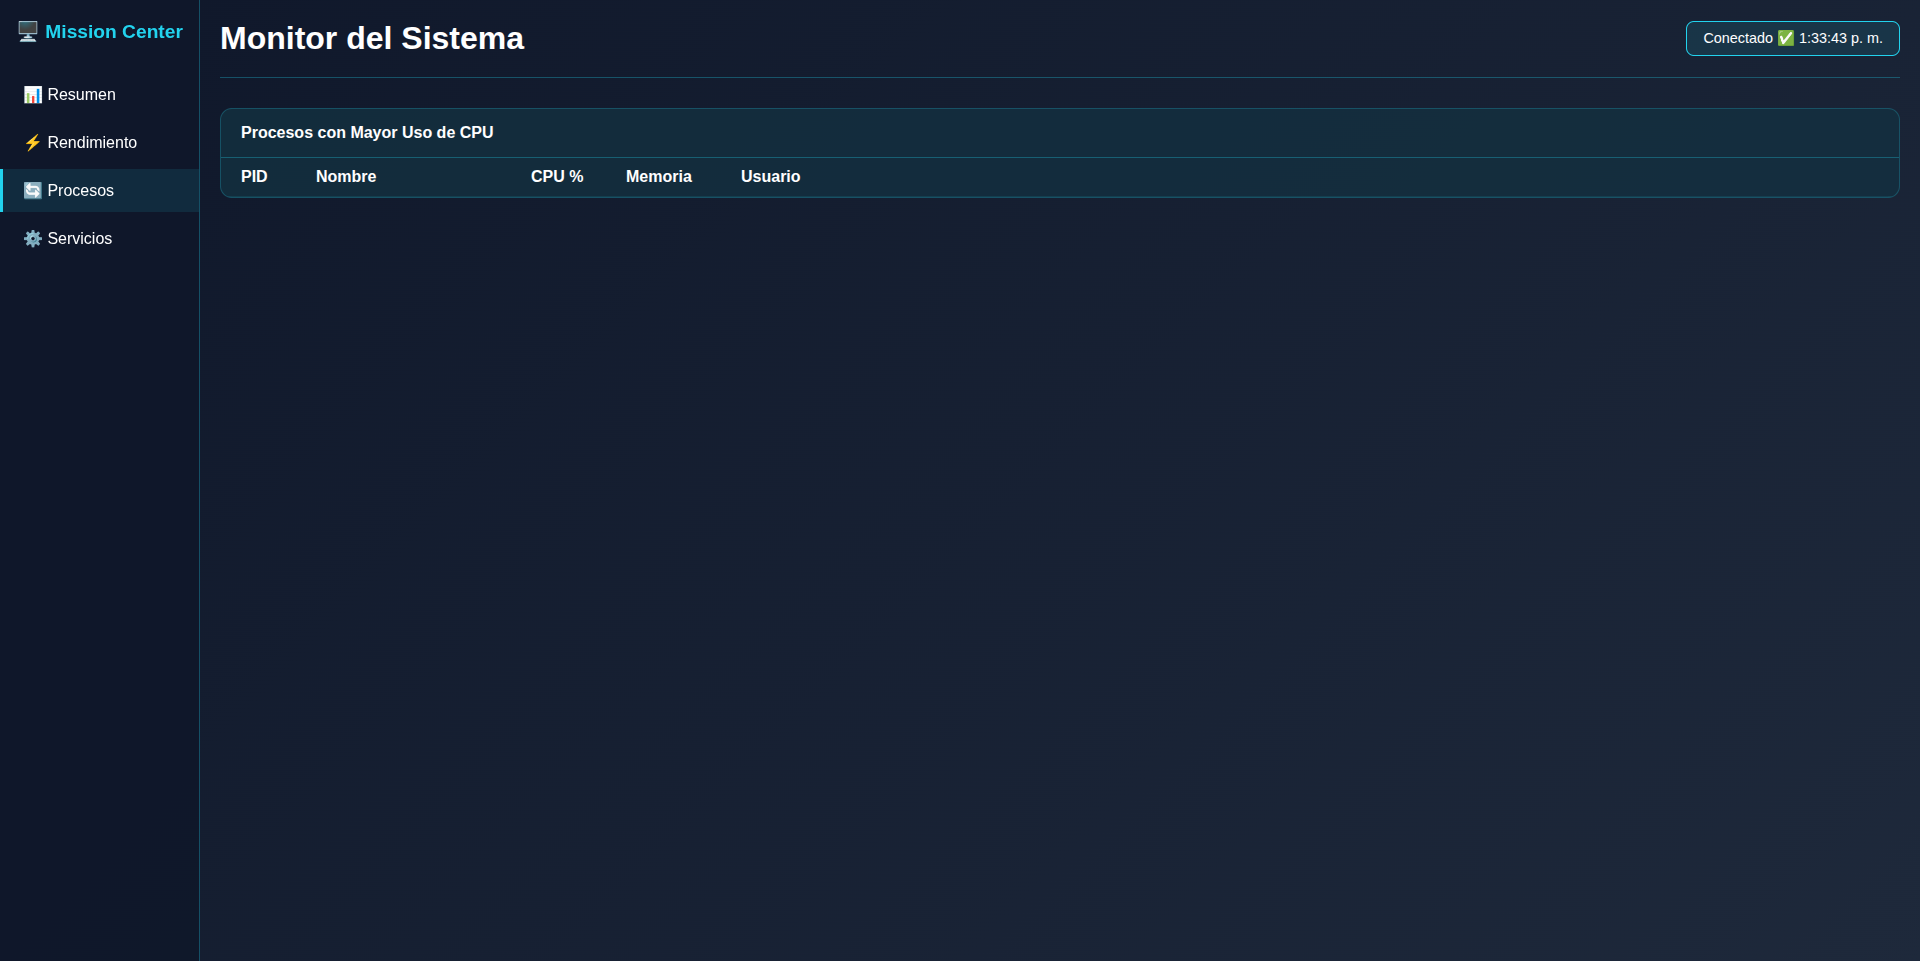 🖥️ Mission Center
📊 Resumen
⚡ Rendimiento
🔄 Procesos
⚙️ Servicios
Monitor del Sistema
Conectado ✅ 1:33:43 p. m.
Procesos con Mayor Uso de CPU
PID Nombre CPU % Memoria Usuario